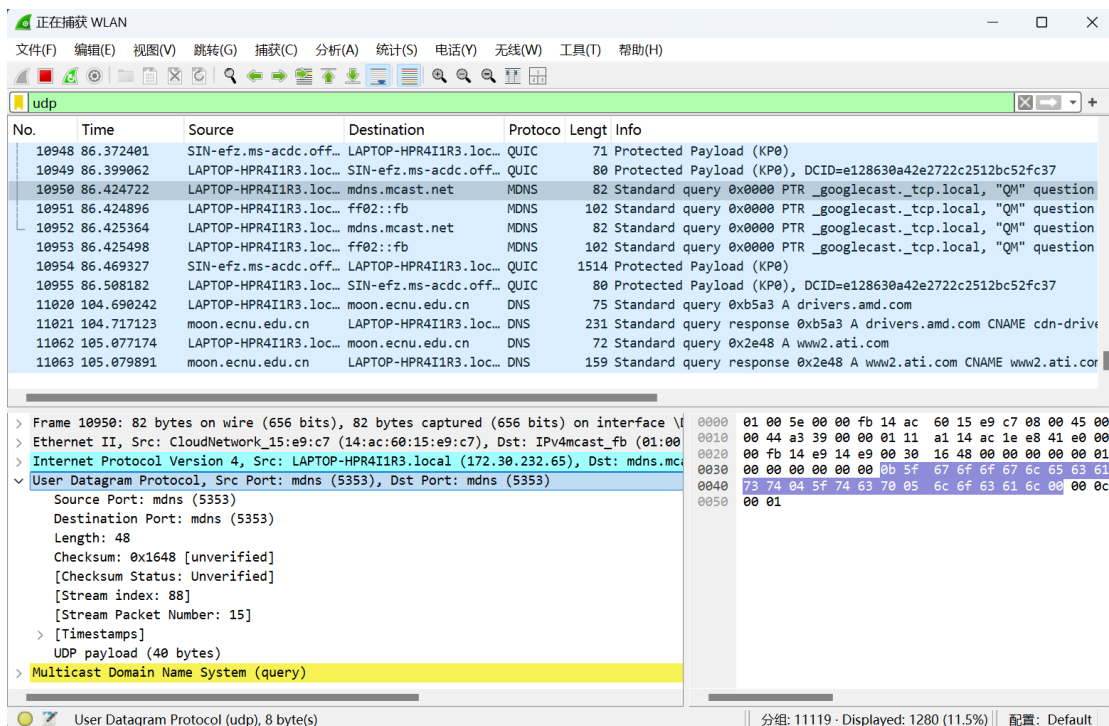 正在捕获 WLAN
文件(F) 编辑(E) 视图(V) 跳转(G) 捕获(C) 分析(A) 统计(S) 电话(Y) 无线(W) 工具(T) 帮助(H)
udp
No. Time Source Destination Protoco Lengt Info
10948 86.372401 SIN-efz.ms-acdc.off… LAPTOP-HPR4I1R3.loc… QUIC 71 Protected Payload (KP0)
10949 86.399062 LAPTOP-HPR4I1R3.loc… SIN-efz.ms-acdc.off… QUIC 80 Protected Payload (KP0), DCID=e128630a42e2722c2512bc52fc37
10950 86.424722 LAPTOP-HPR4I1R3.loc… mdns.mcast.net MDNS 82 Standard query 0x0000 PTR _googlecast._tcp.local, "QM" question
10951 86.424896 LAPTOP-HPR4I1R3.loc… ff02::fb MDNS 102 Standard query 0x0000 PTR _googlecast._tcp.local, "QM" question
10952 86.425364 LAPTOP-HPR4I1R3.loc… mdns.mcast.net MDNS 82 Standard query 0x0000 PTR _googlecast._tcp.local, "QM" question
10953 86.425498 LAPTOP-HPR4I1R3.loc… ff02::fb MDNS 102 Standard query 0x0000 PTR _googlecast._tcp.local, "QM" question
10954 86.469327 SIN-efz.ms-acdc.off… LAPTOP-HPR4I1R3.loc… QUIC 1514 Protected Payload (KP0)
10955 86.508182 LAPTOP-HPR4I1R3.loc… SIN-efz.ms-acdc.off… QUIC 80 Protected Payload (KP0), DCID=e128630a42e2722c2512bc52fc37
11020 104.690242 LAPTOP-HPR4I1R3.loc… moon.ecnu.edu.cn DNS 75 Standard query 0xb5a3 A drivers.amd.com
11021 104.717123 moon.ecnu.edu.cn LAPTOP-HPR4I1R3.loc… DNS 231 Standard query response 0xb5a3 A drivers.amd.com CNAME cdn-drive
11062 105.077174 LAPTOP-HPR4I1R3.loc… moon.ecnu.edu.cn DNS 72 Standard query 0x2e48 A www2.ati.com
11063 105.079891 moon.ecnu.edu.cn LAPTOP-HPR4I1R3.loc… DNS 159 Standard query response 0x2e48 A www2.ati.com CNAME www2.ati.cor
Frame 10950: 82 bytes on wire (656 bits), 82 bytes captured (656 bits) on interface \
Ethernet II, Src: CloudNetwork_15:e9:c7 (14:ac:60:15:e9:c7), Dst: IPv4mcast_fb (01:00
Internet Protocol Version 4, Src: LAPTOP-HPR4I1R3.local (172.30.232.65), Dst: mdns.mc
User Datagram Protocol, Src Port: mdns (5353), Dst Port: mdns (5353)
Source Port: mdns (5353)
Destination Port: mdns (5353)
Length: 48
Checksum: 0x1648 [unverified]
[Checksum Status: Unverified]
[Stream index: 88]
[Stream Packet Number: 15]
[Timestamps]
UDP payload (40 bytes)
Multicast Domain Name System (query)
0000 01 00 5e 00 00 fb 14 ac 60 15 e9 c7 08 00 45 00
0010 00 44 a3 39 00 00 01 11 a1 14 ac 1e e8 41 e0 00
0020 00 fb 14 e9 14 e9 00 30 16 48 00 00 00 00 00 01
0030 00 00 00 00 00 00 0b 5f 67 6f 6f 67 6c 65 63 61
0040 73 74 04 5f 74 63 70 05 6c 6f 63 61 6c 00 00 0c
0050 00 01
User Datagram Protocol (udp), 8 byte(s) 分组: 11119 · Displayed: 1280 (11.5%) 配置: Default